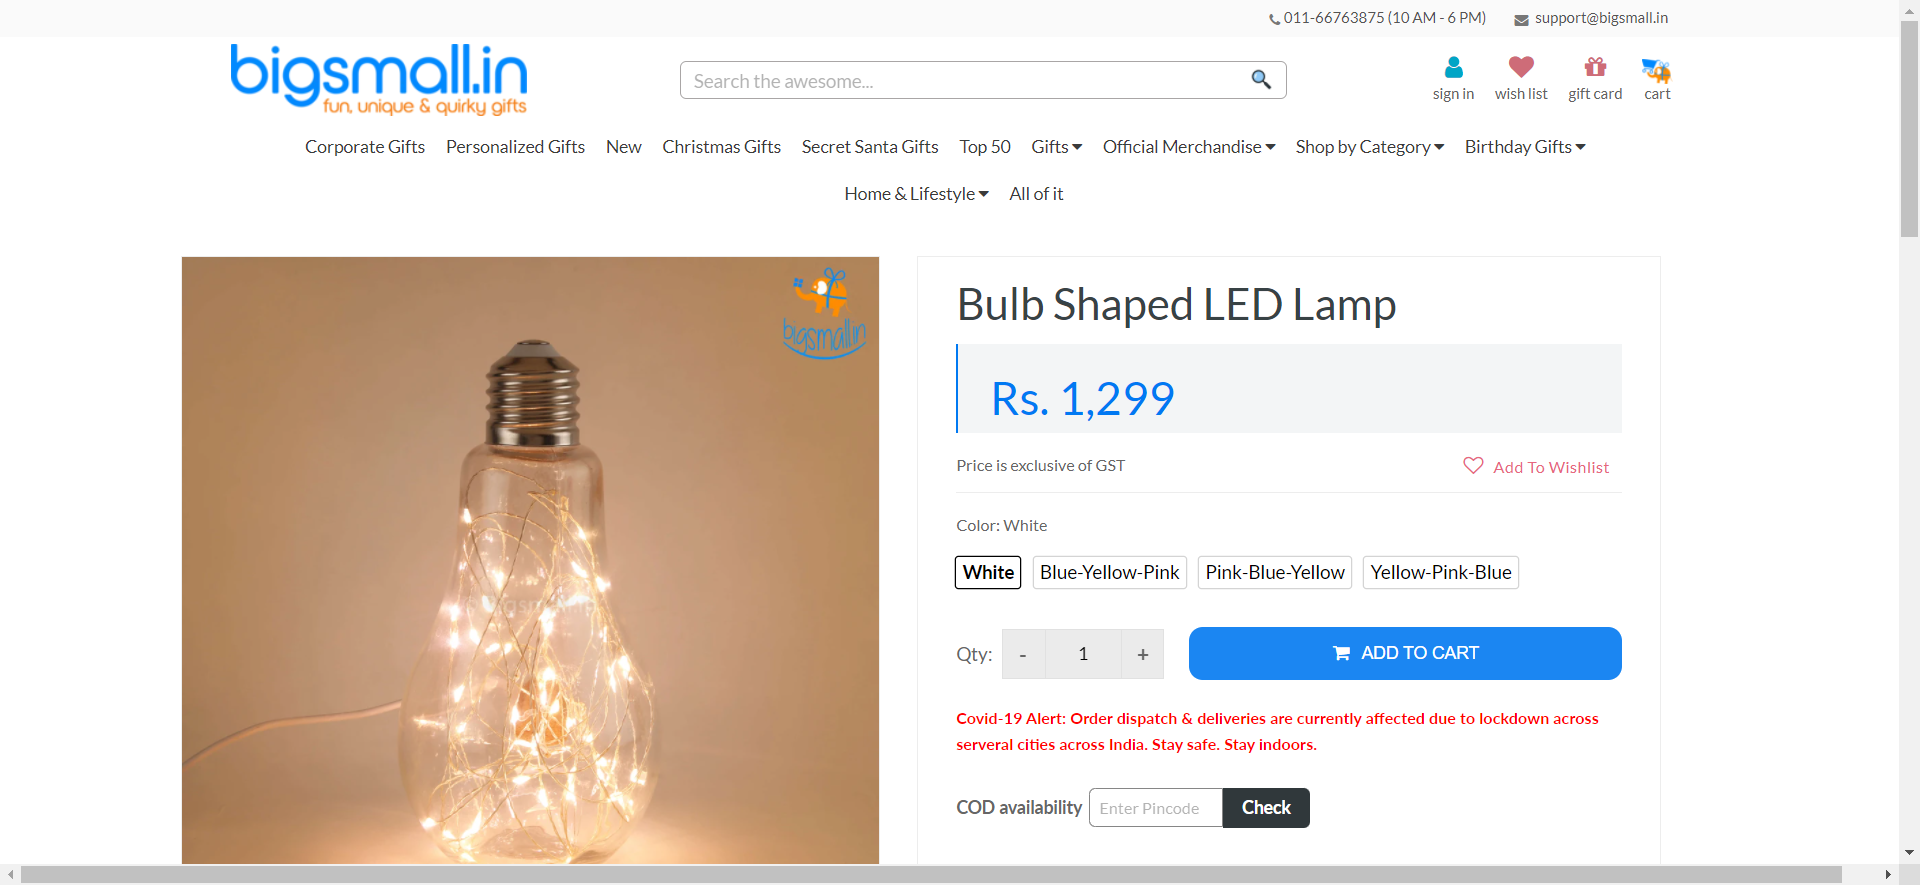 011-66763875 (10 AM - 6 PM) support@bigsmall.in
bigsmall.in
fun, unique & quirky gifts
Search the awesome...
sign in wish list gift card cart
Corporate Gifts Personalized Gifts New Christmas Gifts Secret Santa Gifts Top 50 Gifts Official Merchandise Shop by Category Birthday Gifts
Home & Lifestyle All of it
bigsmall.in
Bulb Shaped LED Lamp
Rs. 1,299
Price is exclusive of GST Add To Wishlist
Color: White
White Blue-Yellow-Pink Pink-Blue-Yellow Yellow-Pink-Blue
Qty: - 1 + ADD TO CART
Covid-19 Alert: Order dispatch & deliveries are currently affected due to lockdown across
serveral cities across India. Stay safe. Stay indoors.
COD availability Enter Pincode Check